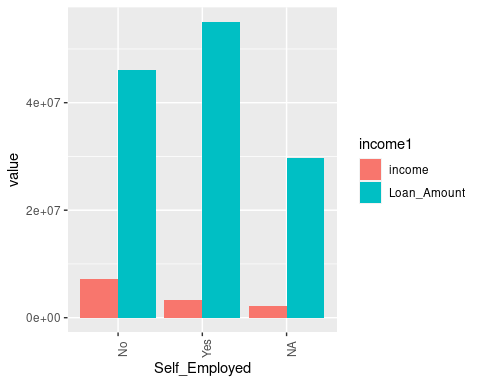 4e+07
2e+07
0e+00
value
No
Yes
NA
Self_Employed
income1
income
Loan_Amount